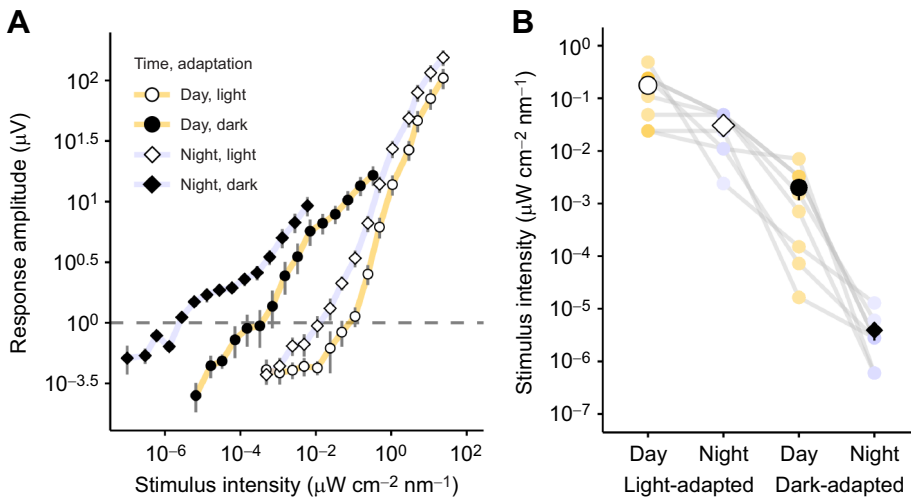 A
Time, adaptation
Day, light
Day, dark
Night, light
Night, dark
Response amplitude (μV)
10²
10^1.5
10¹
10^0.5
10⁰
10^−3.5
10⁻⁶
10⁻⁴
10⁻²
10⁰
10²
Stimulus intensity (μW cm⁻² nm⁻¹)
B
Stimulus intensity (μW cm⁻² nm⁻¹)
10⁰
10⁻¹
10⁻²
10⁻³
10⁻⁴
10⁻⁵
10⁻⁶
10⁻⁷
Day Night Day Night
Light-adapted Dark-adapted